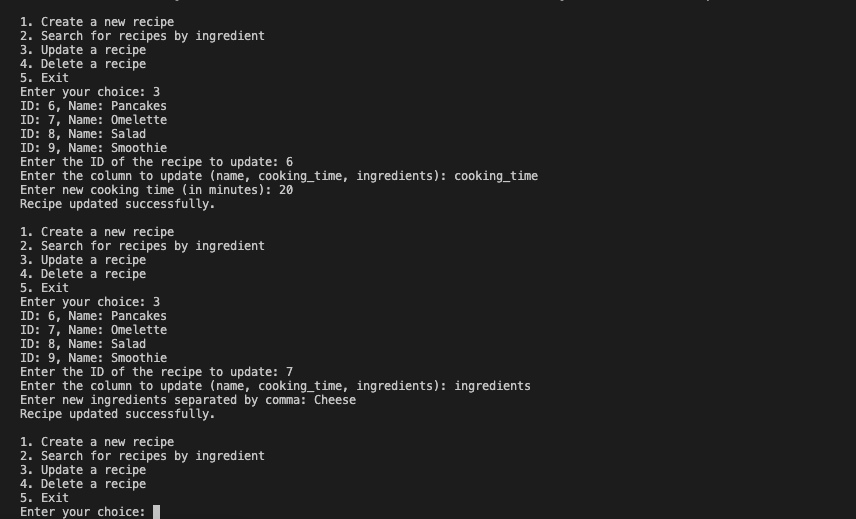 1. Create a new recipe
2. Search for recipes by ingredient
3. Update a recipe
4. Delete a recipe
5. Exit
Enter your choice: 3
ID: 6, Name: Pancakes
ID: 7, Name: Omelette
ID: 8, Name: Salad
ID: 9, Name: Smoothie
Enter the ID of the recipe to update: 6
Enter the column to update (name, cooking_time, ingredients): cooking_time
Enter new cooking time (in minutes): 20
Recipe updated successfully.

1. Create a new recipe
2. Search for recipes by ingredient
3. Update a recipe
4. Delete a recipe
5. Exit
Enter your choice: 3
ID: 6, Name: Pancakes
ID: 7, Name: Omelette
ID: 8, Name: Salad
ID: 9, Name: Smoothie
Enter the ID of the recipe to update: 7
Enter the column to update (name, cooking_time, ingredients): ingredients
Enter new ingredients separated by comma: Cheese
Recipe updated successfully.

1. Create a new recipe
2. Search for recipes by ingredient
3. Update a recipe
4. Delete a recipe
5. Exit
Enter your choice: